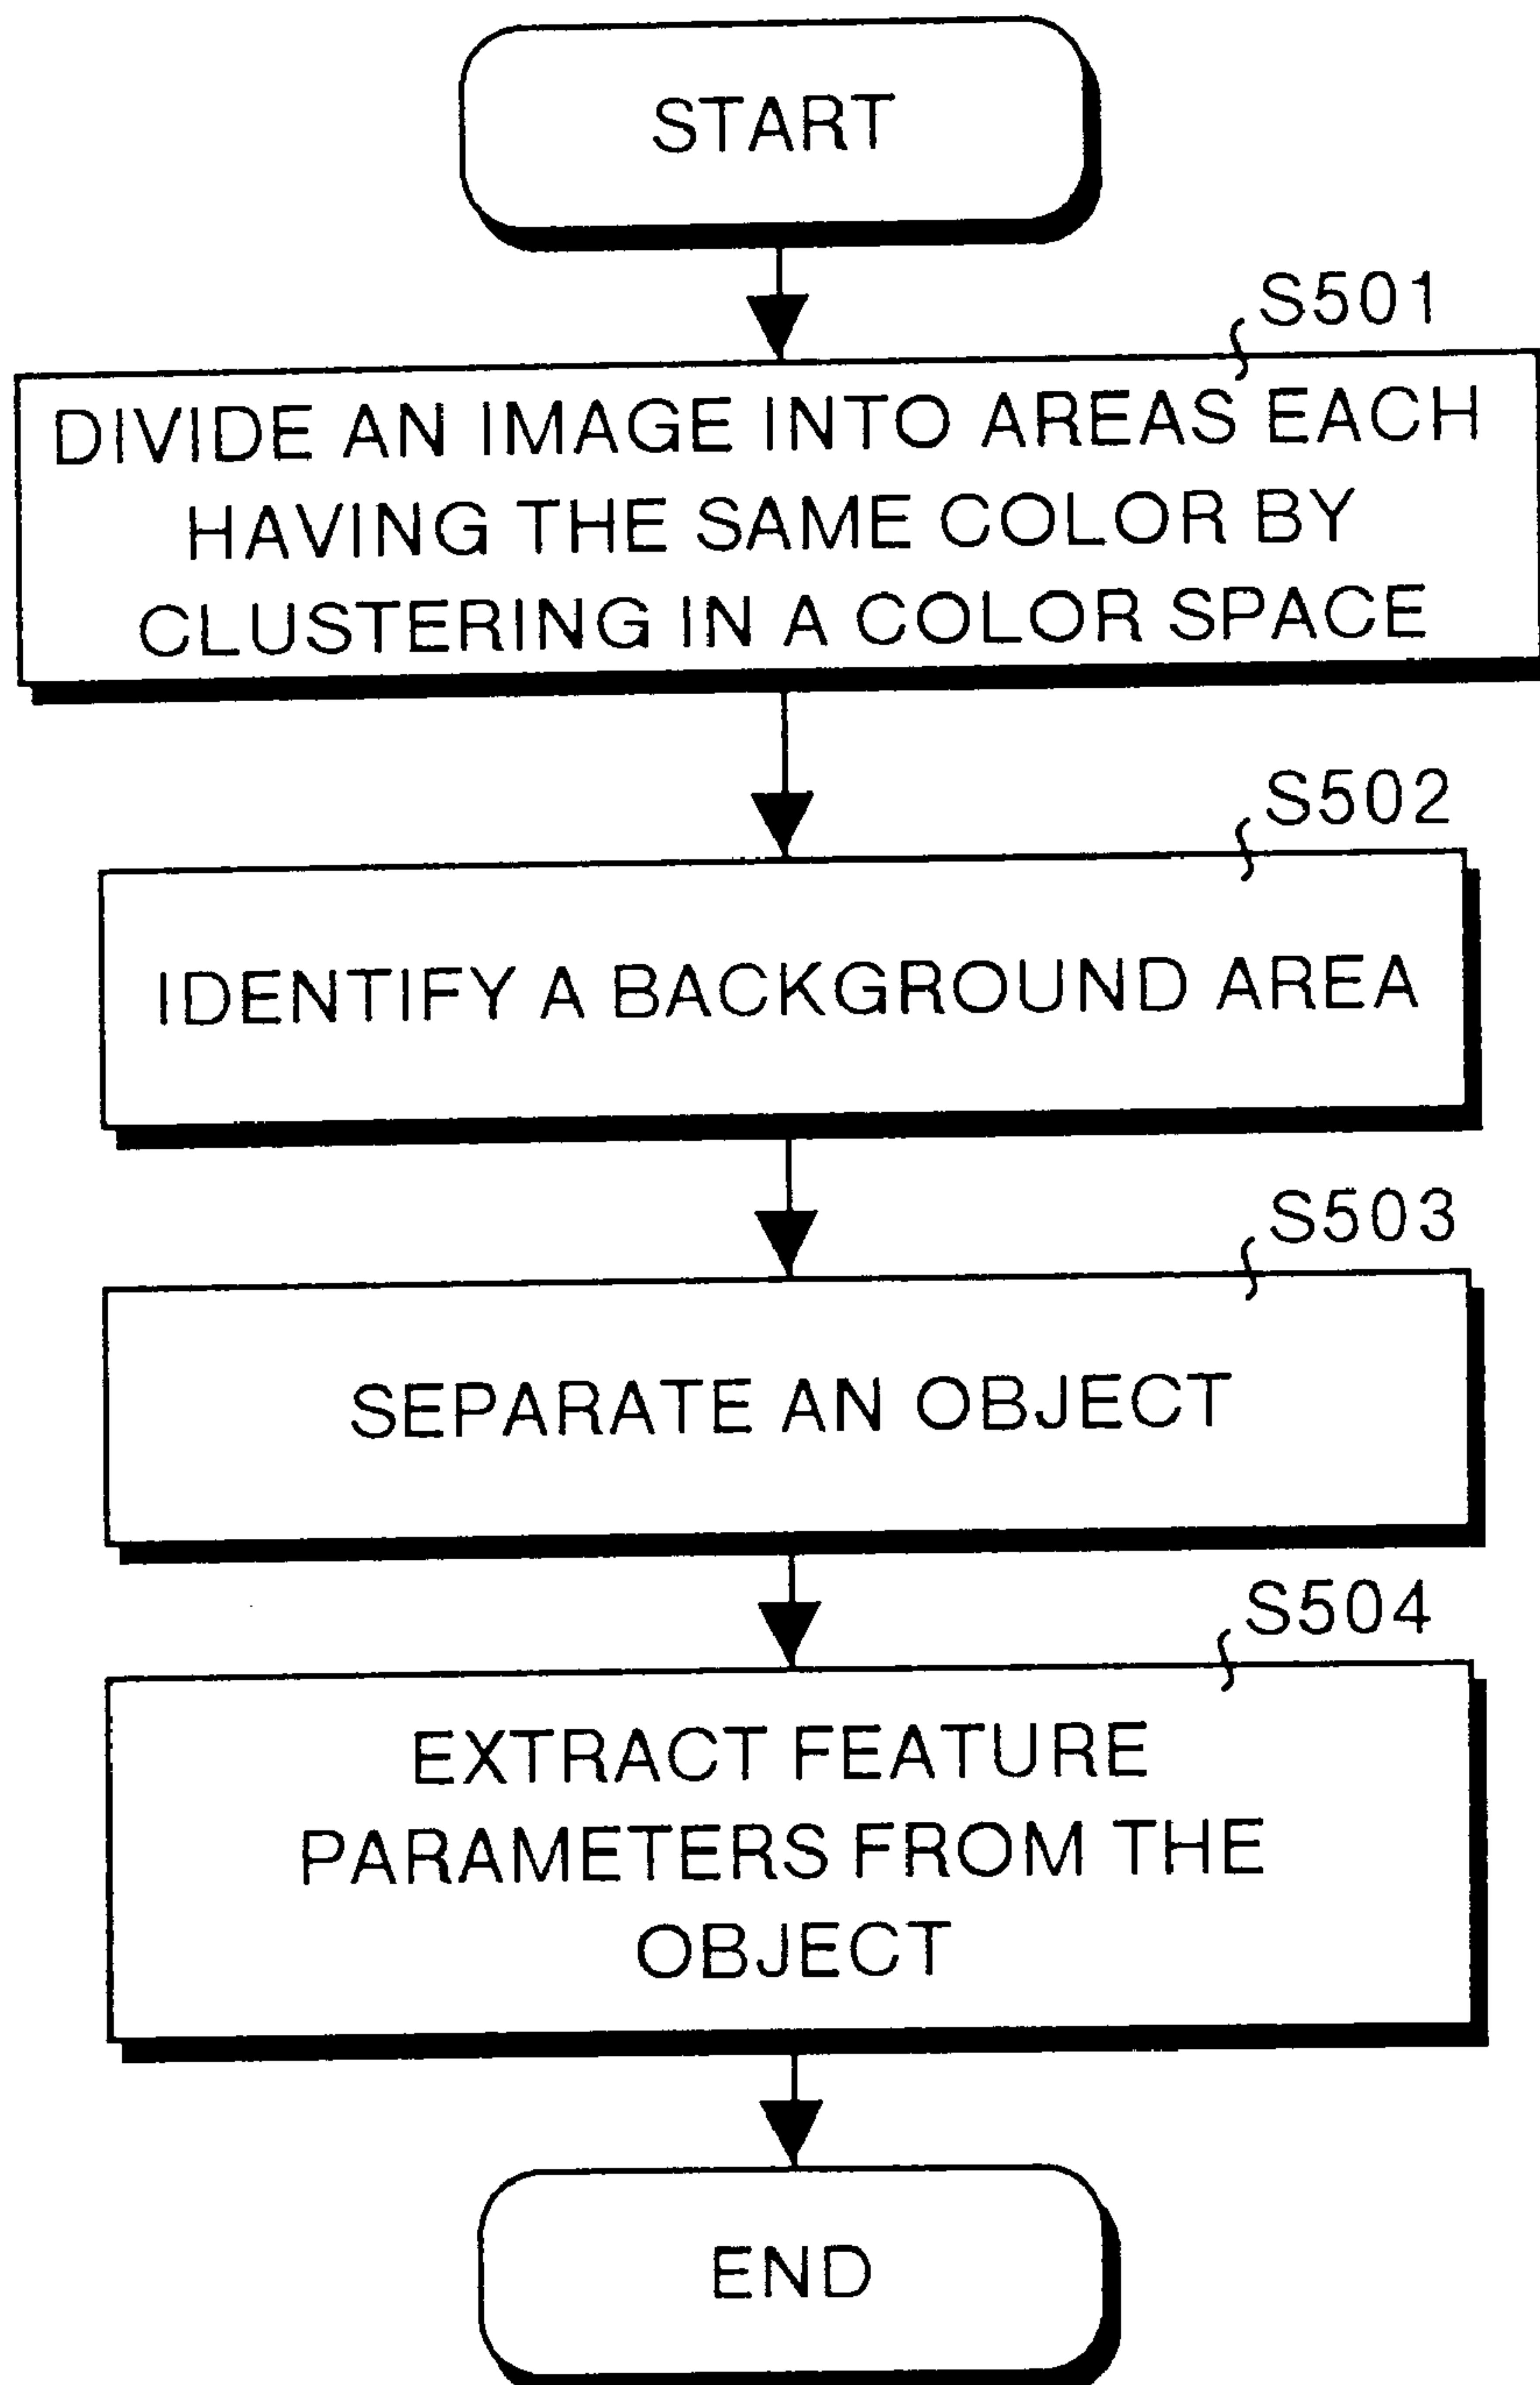 START
S501
DIVIDE AN IMAGE INTO AREAS EACH
HAVING THE SAME COLOR BY
CLUSTERING IN A COLOR SPACE
S502
IDENTIFY A BACKGROUND AREA
S503
SEPARATE AN OBJECT
S504
EXTRACT FEATURE
PARAMETERS FROM THE
OBJECT
END